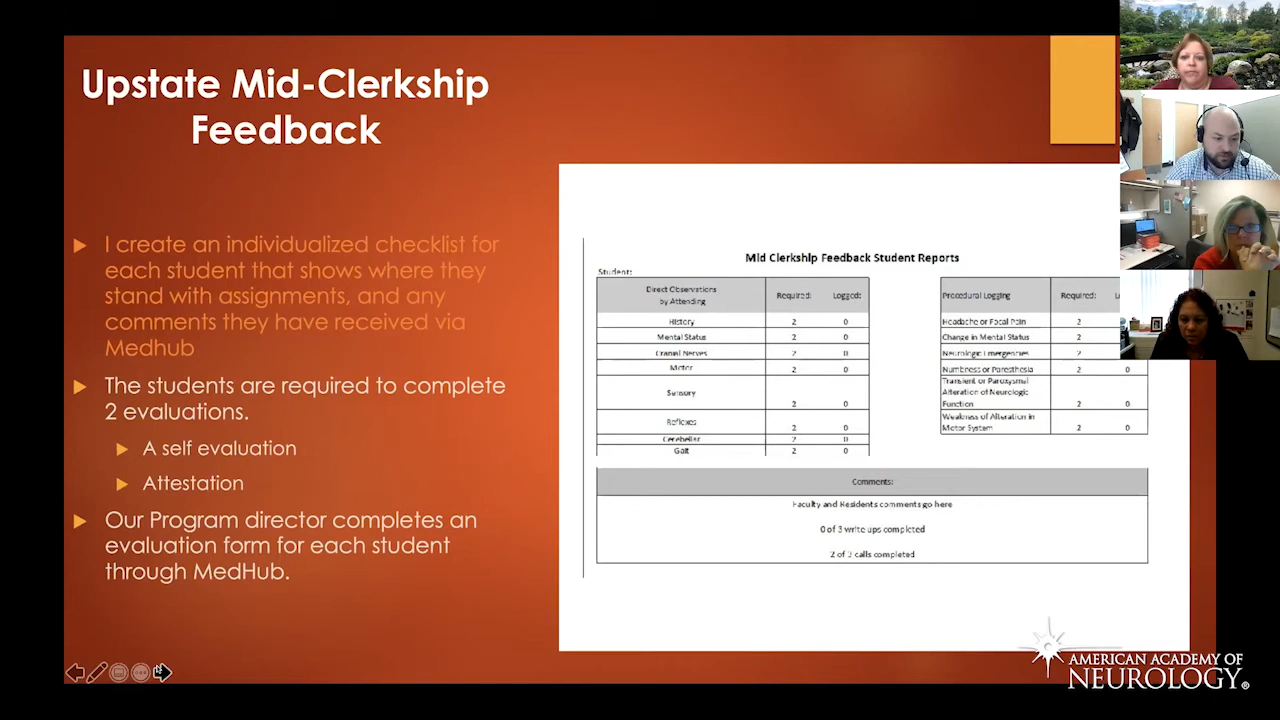 Upstate Mid-Clerkship
Feedback
I create an individualized checklist for
each student that shows where they
stand with assignments, and any
comments they have received via
Medhub
The students are required to complete
2 evaluations.
A self evaluation
Attestation
Our Program director completes an
evaluation form for each student
through MedHub.
Mid Clerkship Feedback Student Reports
Student:
Direct Observations
by Attending
Required:
Logged:
History 2 0
Mental Status 2 0
Cranial Nerves 2 0
Motor 2 0
Sensory 2 0
Reflexes 2 0
Cerebellar 2 0
Gait 2 0
Procedural Logging Required:
Headache or Focal Pain 2
Change in Mental Status 2
Neurologic Emergencies 2
Numbness or Paresthesia 2 0
Transient or Paroxysmal
Alteration of Neurologic
Function 2 0
Weakness of Alteration in
Motor System 2 0
Comments:
Faculty and Residents comments go here
0 of 3 write ups completed
2 of 3 calls completed
AMERICAN ACADEMY OF
NEUROLOGY.®